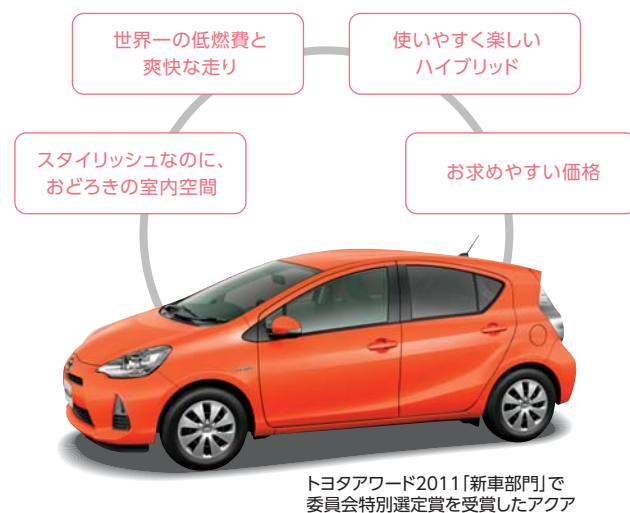 世界一の低燃費と
爽快な走り
使いやすく楽しい
ハイブリッド
スタイリッシュなのに、
おどろきの室内空間
お求めやすい価格
トヨタアワード2011「新車部門」で
委員会特別選定賞を受賞したアクア